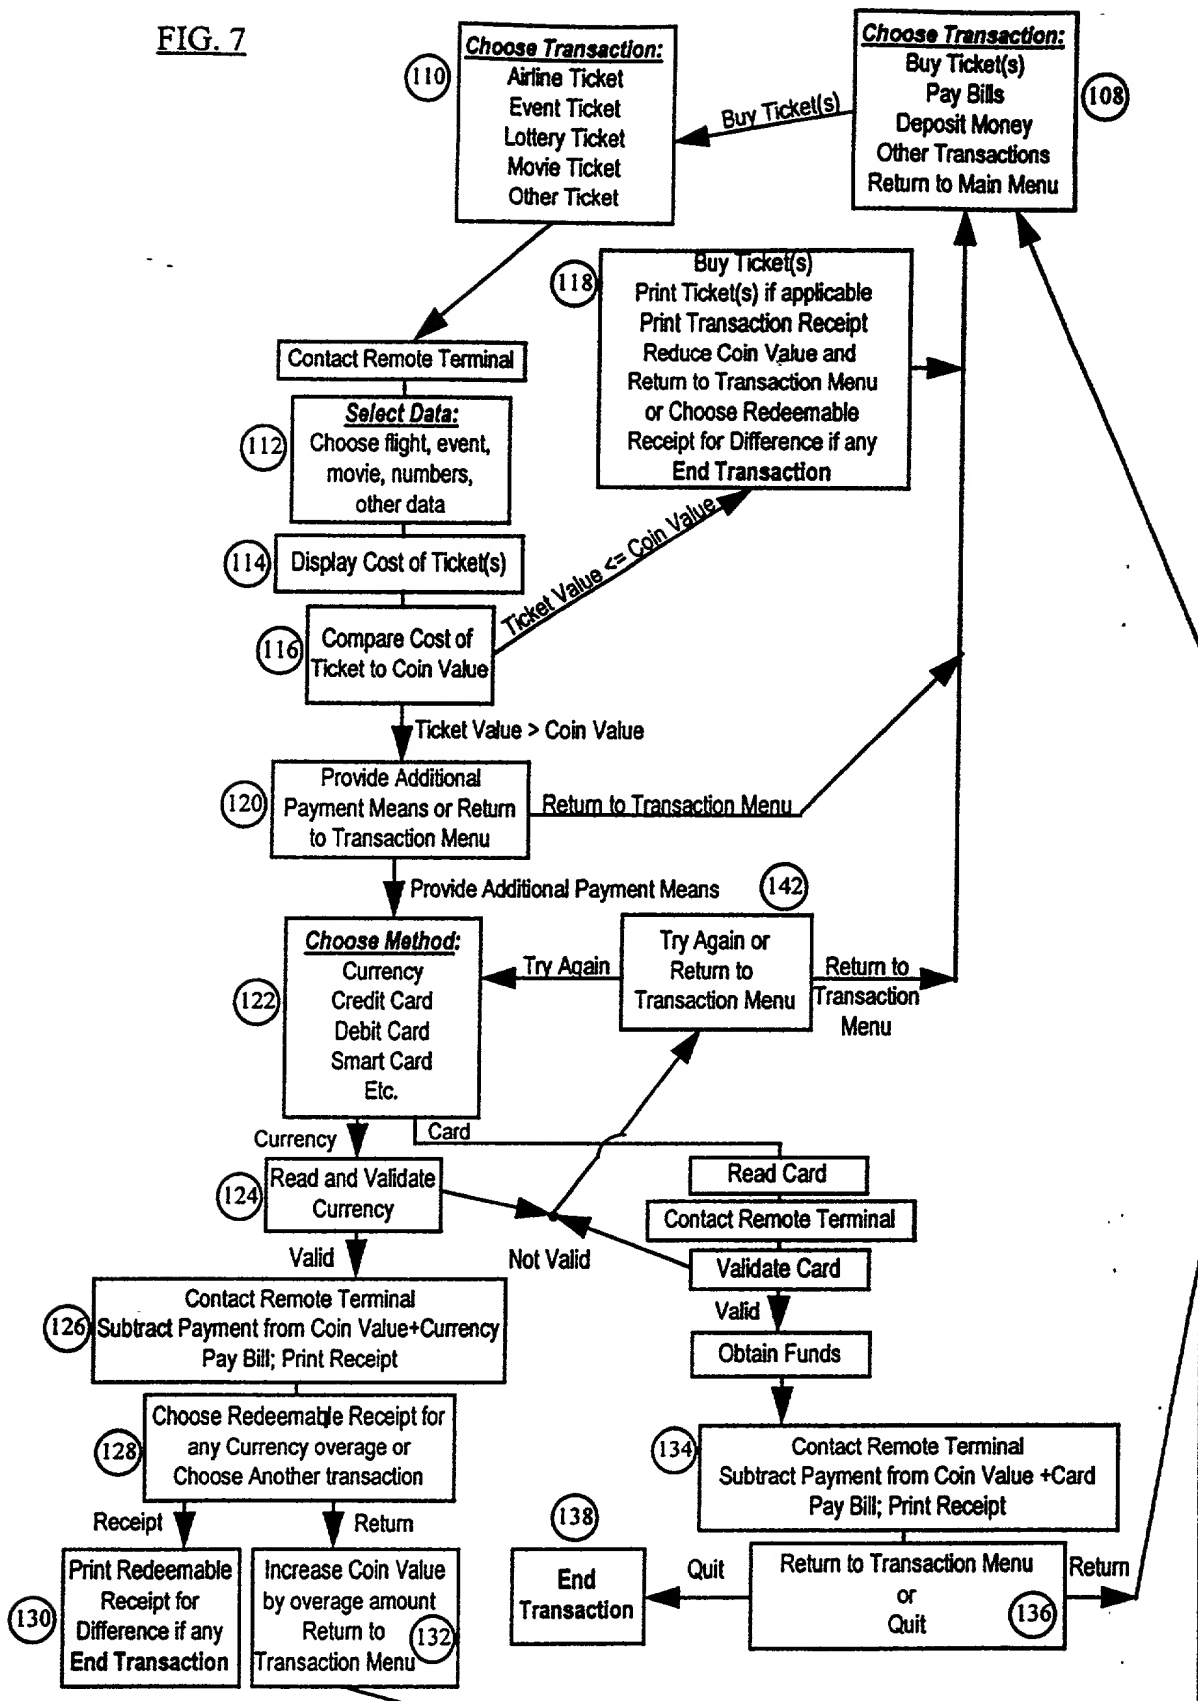 FIG. 7
Choose Transaction:
Airline Ticket
Event Ticket
Lottery Ticket
Movie Ticket
Other Ticket
110
Buy Ticket(s)
Choose Transaction:
Buy Ticket(s)
Pay Bills
Deposit Money
Other Transactions
Return to Main Menu
108
118
Buy Ticket(s)
Print Ticket(s) if applicable
Print Transaction Receipt
Reduce Coin Value and
Return to Transaction Menu
or Choose Redeemable
Receipt for Difference if any
End Transaction
Contact Remote Terminal
112
Select Data:
Choose flight, event,
movie, numbers,
other data
114
Display Cost of Ticket(s)
116
Compare Cost of
Ticket to Coin Value
Ticket Value <= Coin Value
Ticket Value > Coin Value
120
Provide Additional
Payment Means or Return
to Transaction Menu
Return to Transaction Menu
Provide Additional Payment Means
142
122
Choose Method:
Currency
Credit Card
Debit Card
Smart Card
Etc.
Try Again
Try Again or
Return to
Transaction Menu
Return to
Transaction
Menu
Currency
Card
124
Read and Validate
Currency
Read Card
Contact Remote Terminal
Validate Card
Not Valid
Valid
Valid
Obtain Funds
126
Contact Remote Terminal
Subtract Payment from Coin Value+Currency
Pay Bill; Print Receipt
128
Choose Redeemable Receipt for
any Currency overage or
Choose Another transaction
134
Contact Remote Terminal
Subtract Payment from Coin Value +Card
Pay Bill; Print Receipt
Receipt
Return
130
Print Redeemable
Receipt for
Difference if any
End Transaction
Increase Coin Value
by overage amount
Return to
Transaction Menu
132
138
End
Transaction
Quit
Return to Transaction Menu
or
Quit
136
Return